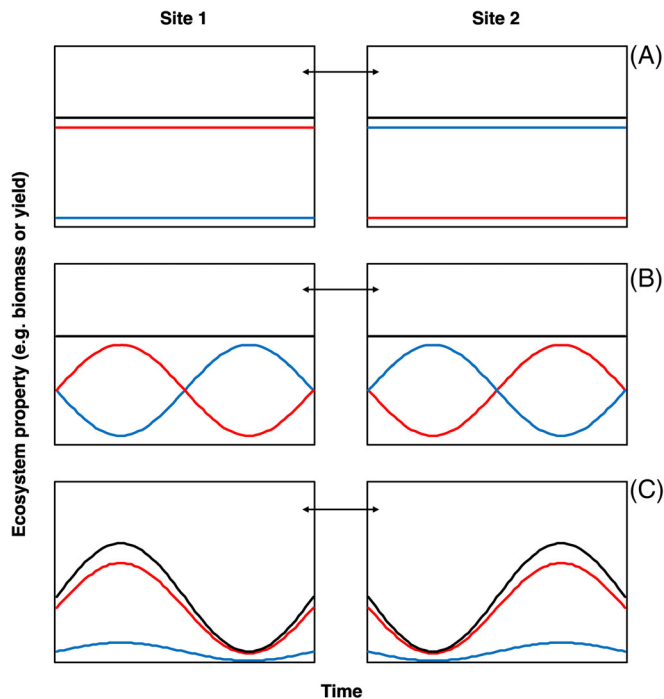 Site 1
Site 2
(A)
(B)
(C)
Ecosystem property (e.g. biomass or yield)
Time